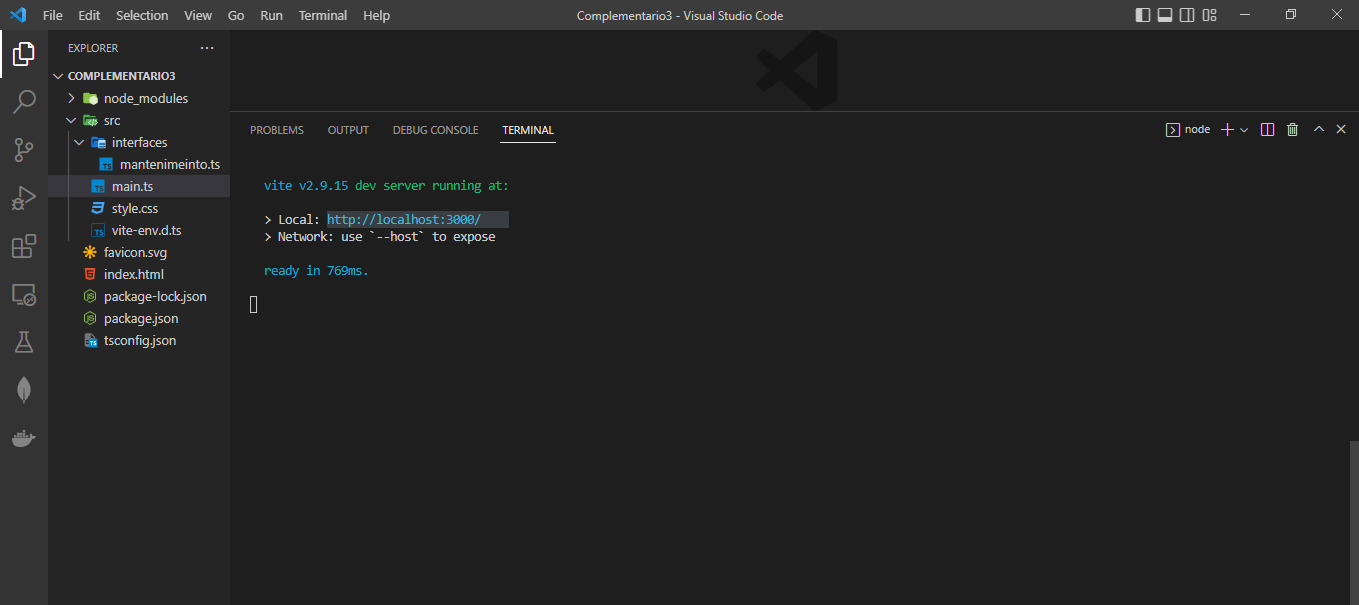 File Edit Selection View Go Run Terminal Help
Complementario3 - Visual Studio Code
EXPLORER
COMPLEMENTARIO3
node_modules
src
interfaces
mantenimeinto.ts
main.ts
style.css
vite-env.d.ts
favicon.svg
index.html
package-lock.json
package.json
tsconfig.json
PROBLEMS OUTPUT DEBUG CONSOLE TERMINAL
node
vite v2.9.15 dev server running at:
> Local: http://localhost:3000/
> Network: use `--host` to expose
ready in 769ms.